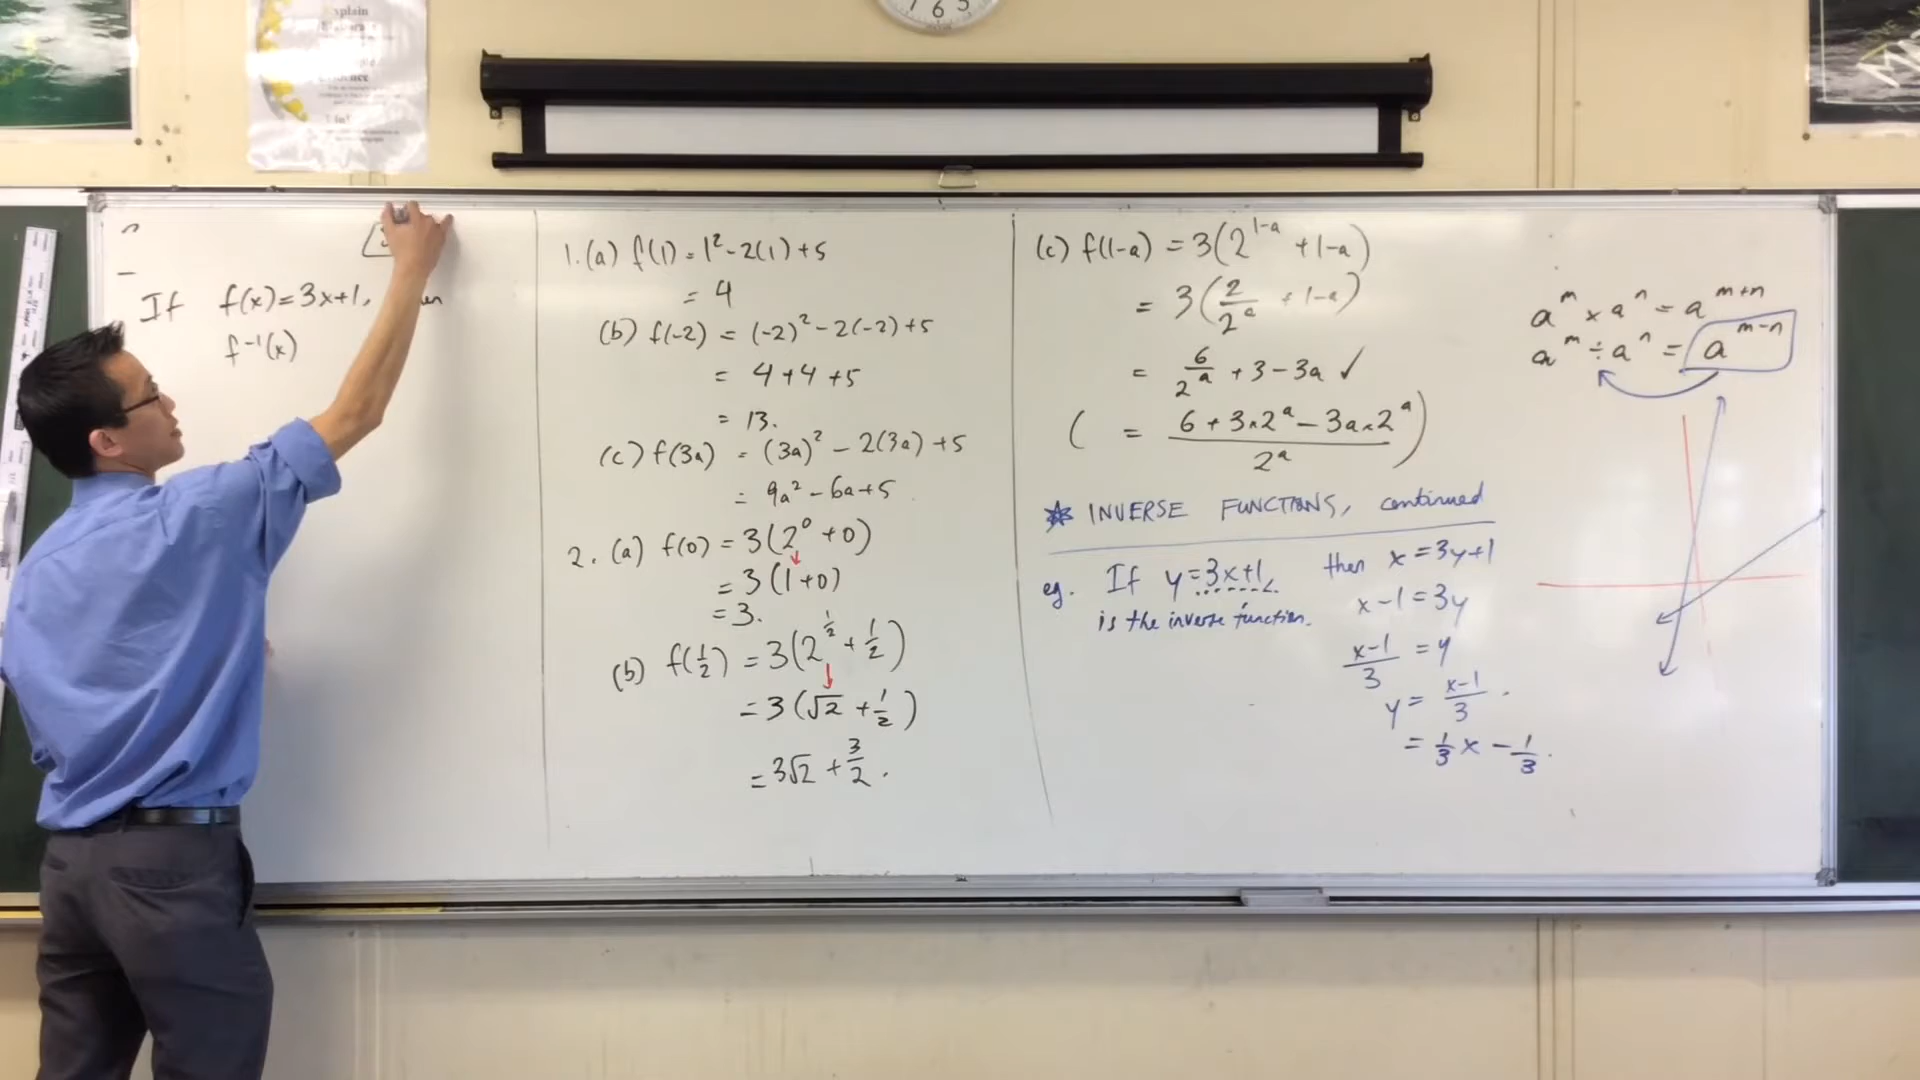 If f(x)=3x+1,
f⁻¹(x)
1. (a) f(1) = 1² - 2(1) + 5
= 4
(b) f(-2) = (-2)² - 2(-2) + 5
= 4 + 4 + 5
= 13.
(c) f(3a) = (3a)² - 2(3a) + 5
= 9a² - 6a + 5
2. (a) f(0) = 3(2⁰ + 0)
= 3(1+0)
= 3.
(b) f(1/2) = 3(2^(1/2) + 1/2)
= 3(√2 + 1/2)
= 3√2 + 3/2.
(c) f(1-a) = 3(2^(1-a) + 1-a)
= 3(2/2^a + 1-a)
= 6/2^a + 3 - 3a ✓
( = (6 + 3×2^a - 3a×2^a)/2^a )
a^m × a^n = a^(m+n)
a^m ÷ a^n = a^(m-n)
INVERSE FUNCTIONS, continued
eg. If y = 3x+1
is the inverse function.
then x = 3y+1
x-1 = 3y
(x-1)/3 = y
y = (x-1)/3.
= 1/3 x - 1/3.
7 6 5